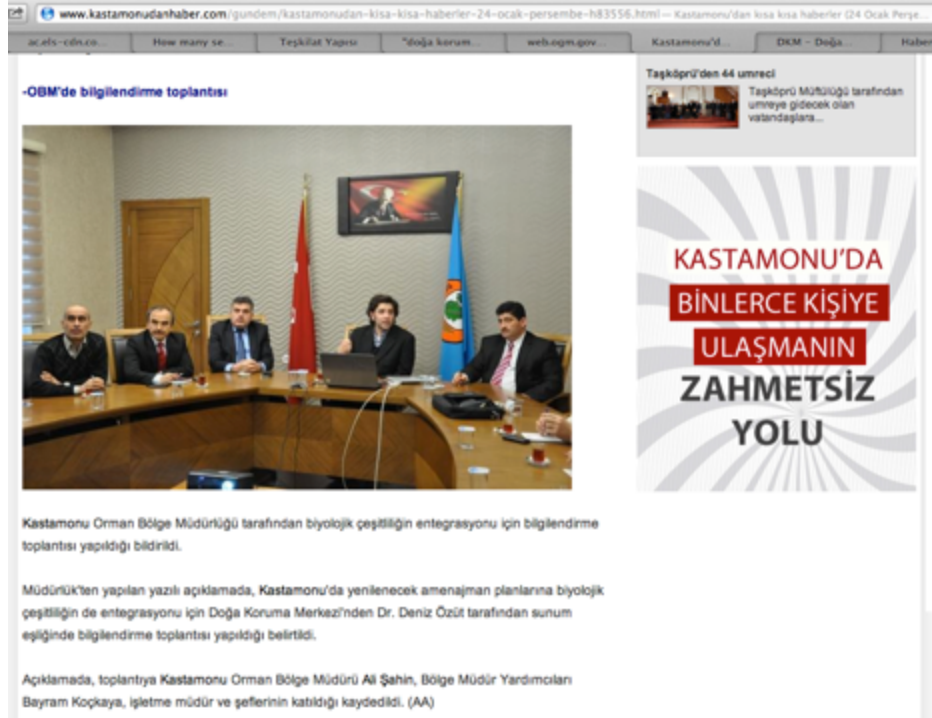 www.kastamonudanhaber.com/gundem/kastamonudan-kisa-kisa-haberler-24-ocak-persembe-h83556.html — Kastamonu'dan kısa kısa haberler (24 Ocak Perşe...
ac.els-cdn.co... How many se... Teşkilat Yapısı "doğa korum... web.ogm.gov... Kastamonu'd... DKM - Doğa... Haber
-OBM'de bilgilendirme toplantısı
Taşköprü'den 44 umreci
Taşköprü Müftülüğü tarafından
umreye gidecek olan
vatandaşlara...
KASTAMONU'DA
BİNLERCE KİŞİYE
ULAŞMANIN
ZAHMETSİZ
YOLU
Kastamonu Orman Bölge Müdürlüğü tarafından biyolojik çeşitliliğin entegrasyonu için bilgilendirme
toplantısı yapıldığı bildirildi.
Müdürlük'ten yapılan yazılı açıklamada, Kastamonu'da yenilenecek amenajman planlarına biyolojik
çeşitliliğin de entegrasyonu için Doğa Koruma Merkezi'nden Dr. Deniz Özüt tarafından sunum
eşliğinde bilgilendirme toplantısı yapıldığı belirtildi.
Açıklamada, toplantıya Kastamonu Orman Bölge Müdürü Ali Şahin, Bölge Müdür Yardımcıları
Bayram Koçkaya, işletme müdür ve şeflerinin katıldığı kaydedildi. (AA)